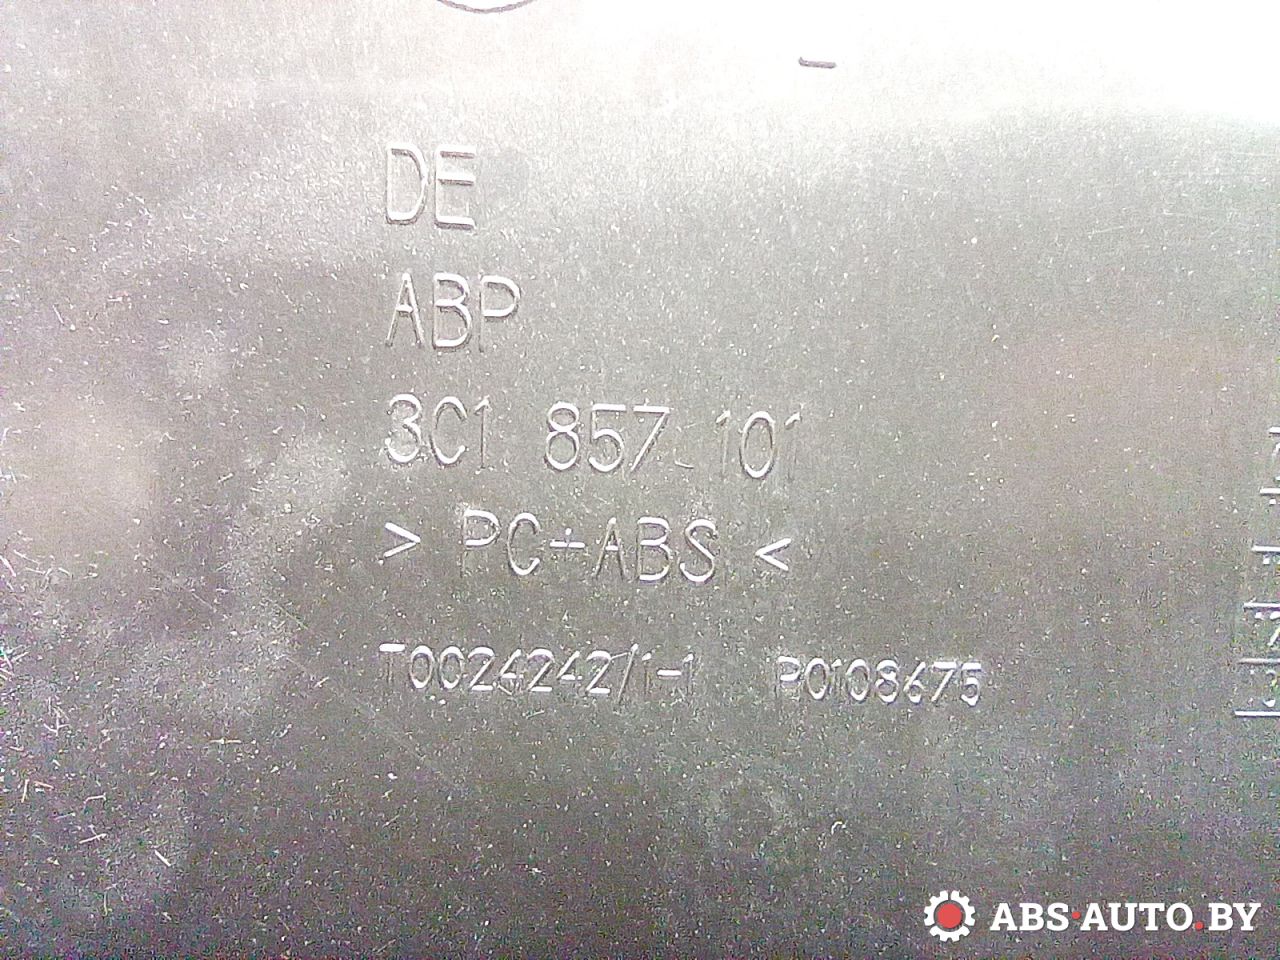 DE
ABP
3C1 857 101
> PC+ABS <
T0024242/1-1 P0108675
ABS·AUTO.BY